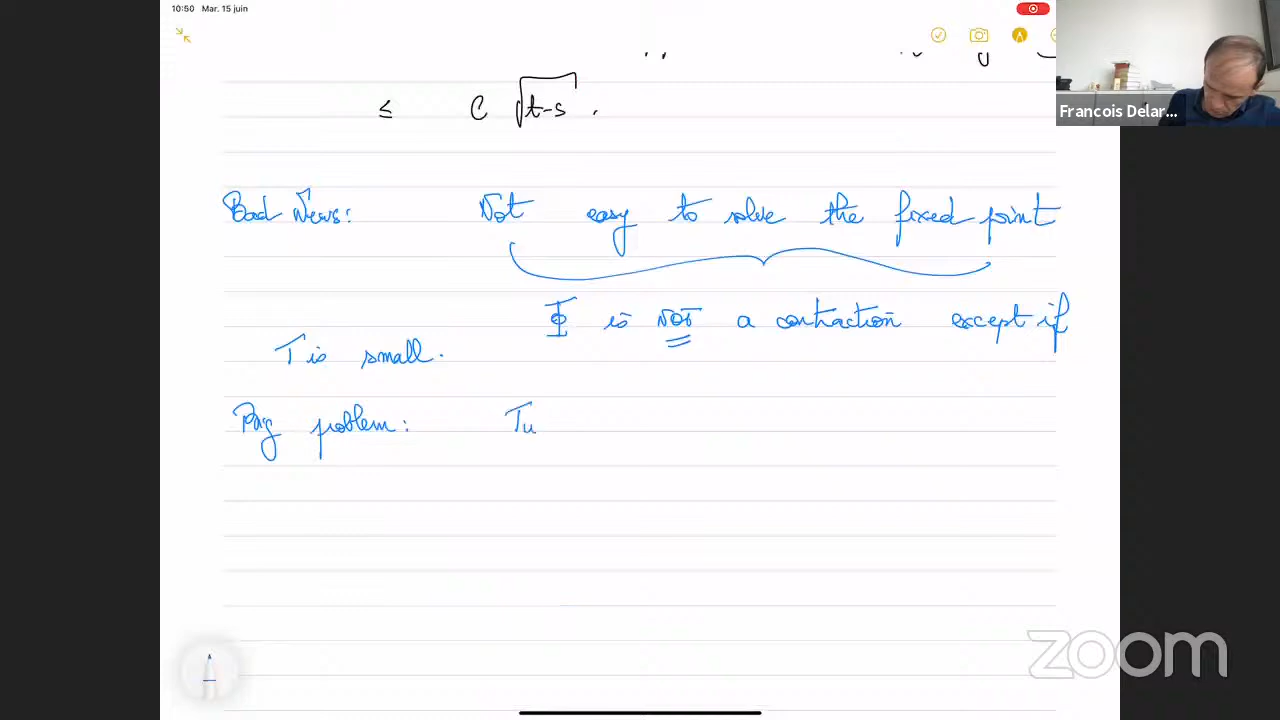 10:50 Mar. 15 juin
Francois Delar...
≤ C √t-s .
Bad News: Not easy to solve the fixed point
Φ is NOT a contraction except if
T is small.
Big problem: Tu
zoom